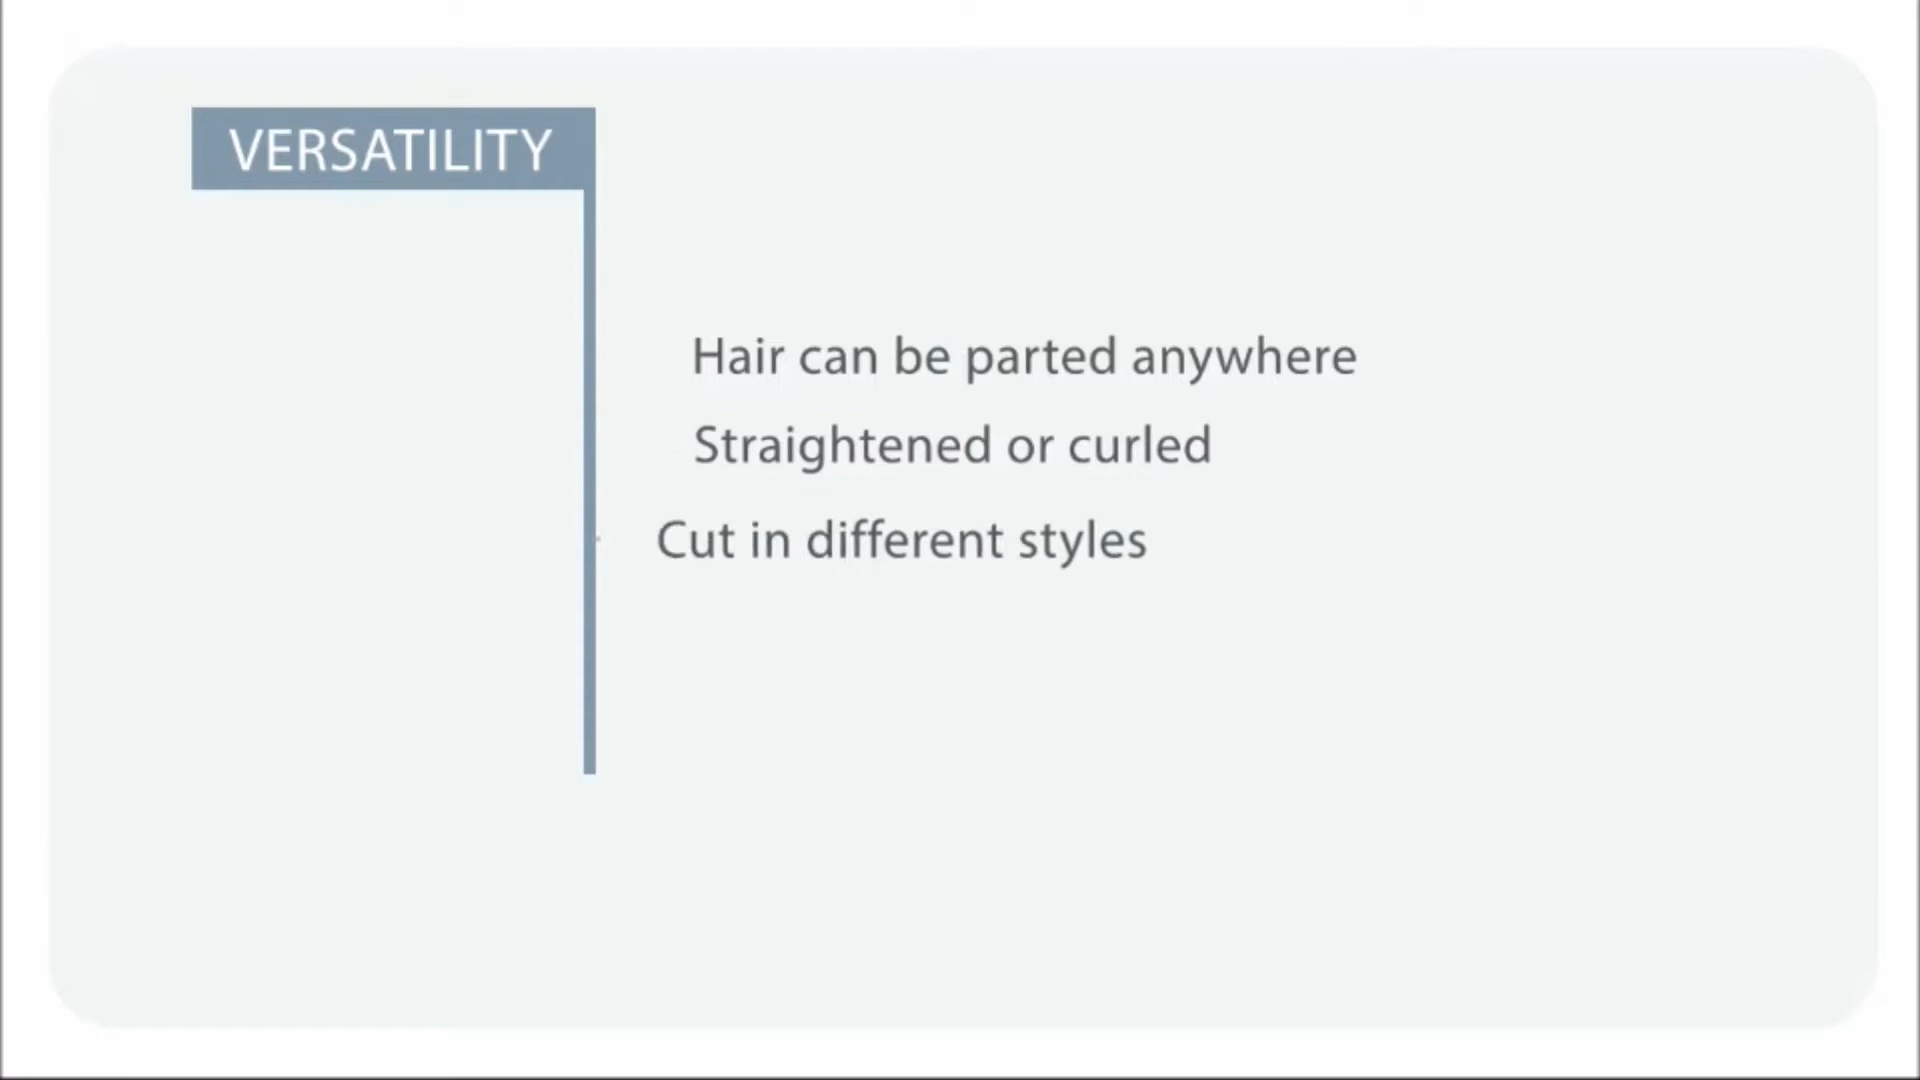 VERSATILITY
Hair can be parted anywhere
Straightened or curled
Cut in different styles